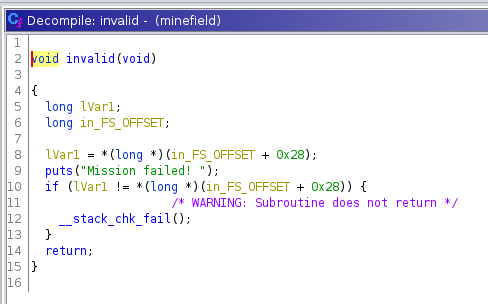 Decompile: invalid - (minefield)
1
2 void invalid(void)
3
4 {
5 long lVar1;
6 long in_FS_OFFSET;
7
8 lVar1 = *(long *)(in_FS_OFFSET + 0x28);
9 puts("Mission failed! ");
10 if (lVar1 != *(long *)(in_FS_OFFSET + 0x28)) {
11 /* WARNING: Subroutine does not return */
12 __stack_chk_fail();
13 }
14 return;
15 }
16